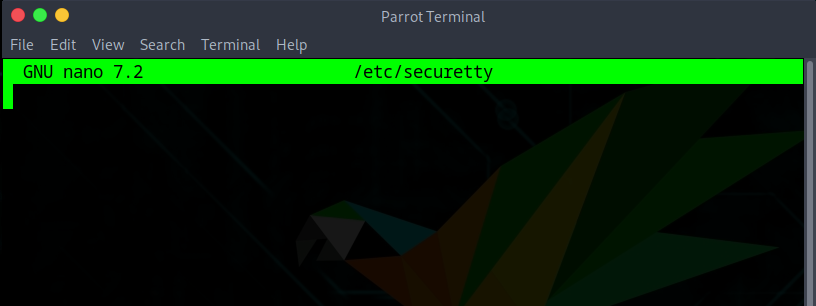 Parrot Terminal
File Edit View Search Terminal Help
GNU nano 7.2 /etc/securetty